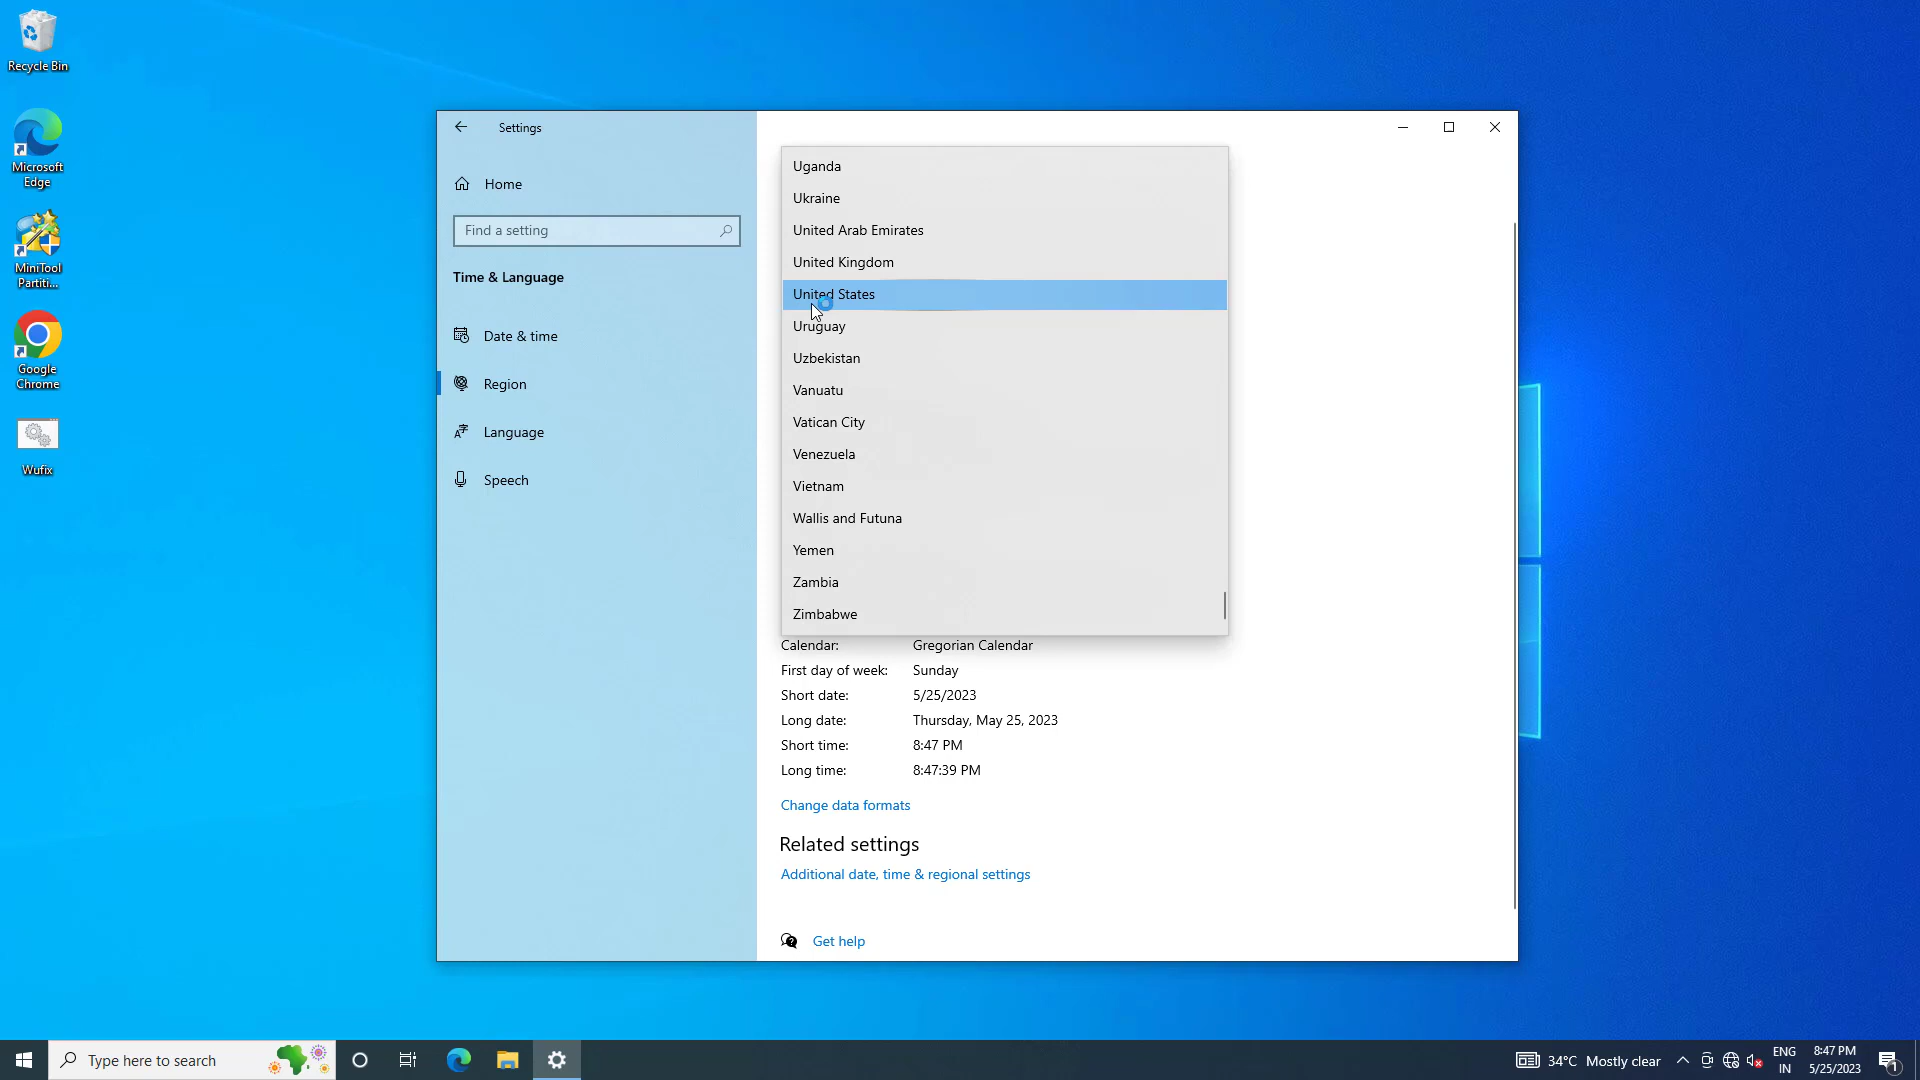 Recycle Bin
Microsoft
Edge
MiniTool
Partiti...
Google
Chrome
Wufix
Settings
Home
Find a setting
Time & Language
Date & time
Region
Language
Speech
Uganda
Ukraine
United Arab Emirates
United Kingdom
United States
Uruguay
Uzbekistan
Vanuatu
Vatican City
Venezuela
Vietnam
Wallis and Futuna
Yemen
Zambia
Zimbabwe
Calendar: Gregorian Calendar
First day of week: Sunday
Short date: 5/25/2023
Long date: Thursday, May 25, 2023
Short time: 8:47 PM
Long time: 8:47:39 PM
Change data formats
Related settings
Additional date, time & regional settings
Get help
Type here to search
34°C Mostly clear
ENG
IN
8:47 PM
5/25/2023
1